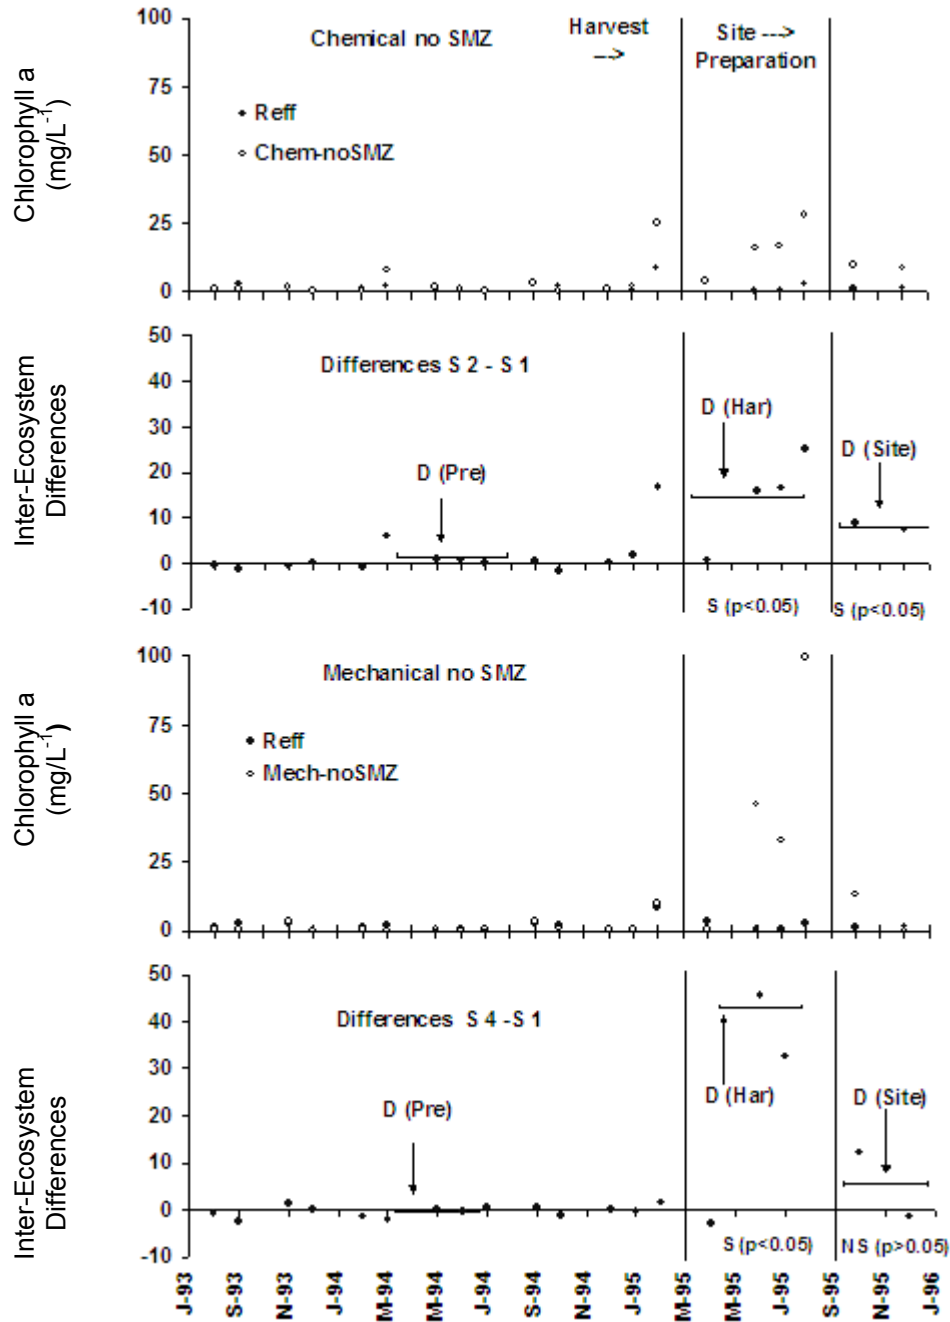 Chlorophyll a
(mg/L⁻¹)
100
75
50
25
0
Chemical no SMZ
Harvest
--->
Site --->
Preparation
Reff
Chem-noSMZ
Inter-Ecosystem
Differences
50
40
30
20
10
0
-10
Differences S 2 - S 1
D (Pre)
D (Har)
D (Site)
S (p<0.05)
S (p<0.05)
Chlorophyll a
(mg/L⁻¹)
100
75
50
25
0
Mechanical no SMZ
Reff
Mech-noSMZ
Inter-Ecosystem
Differences
50
40
30
20
10
0
-10
Differences S 4 -S 1
D (Pre)
D (Har)
D (Site)
S (p<0.05)
NS (p>0.05)
J-93
S-93
N-93
J-94
M-94
M-94
J-94
S-94
N-94
J-95
M-95
M-95
J-95
S-95
N-95
J-96